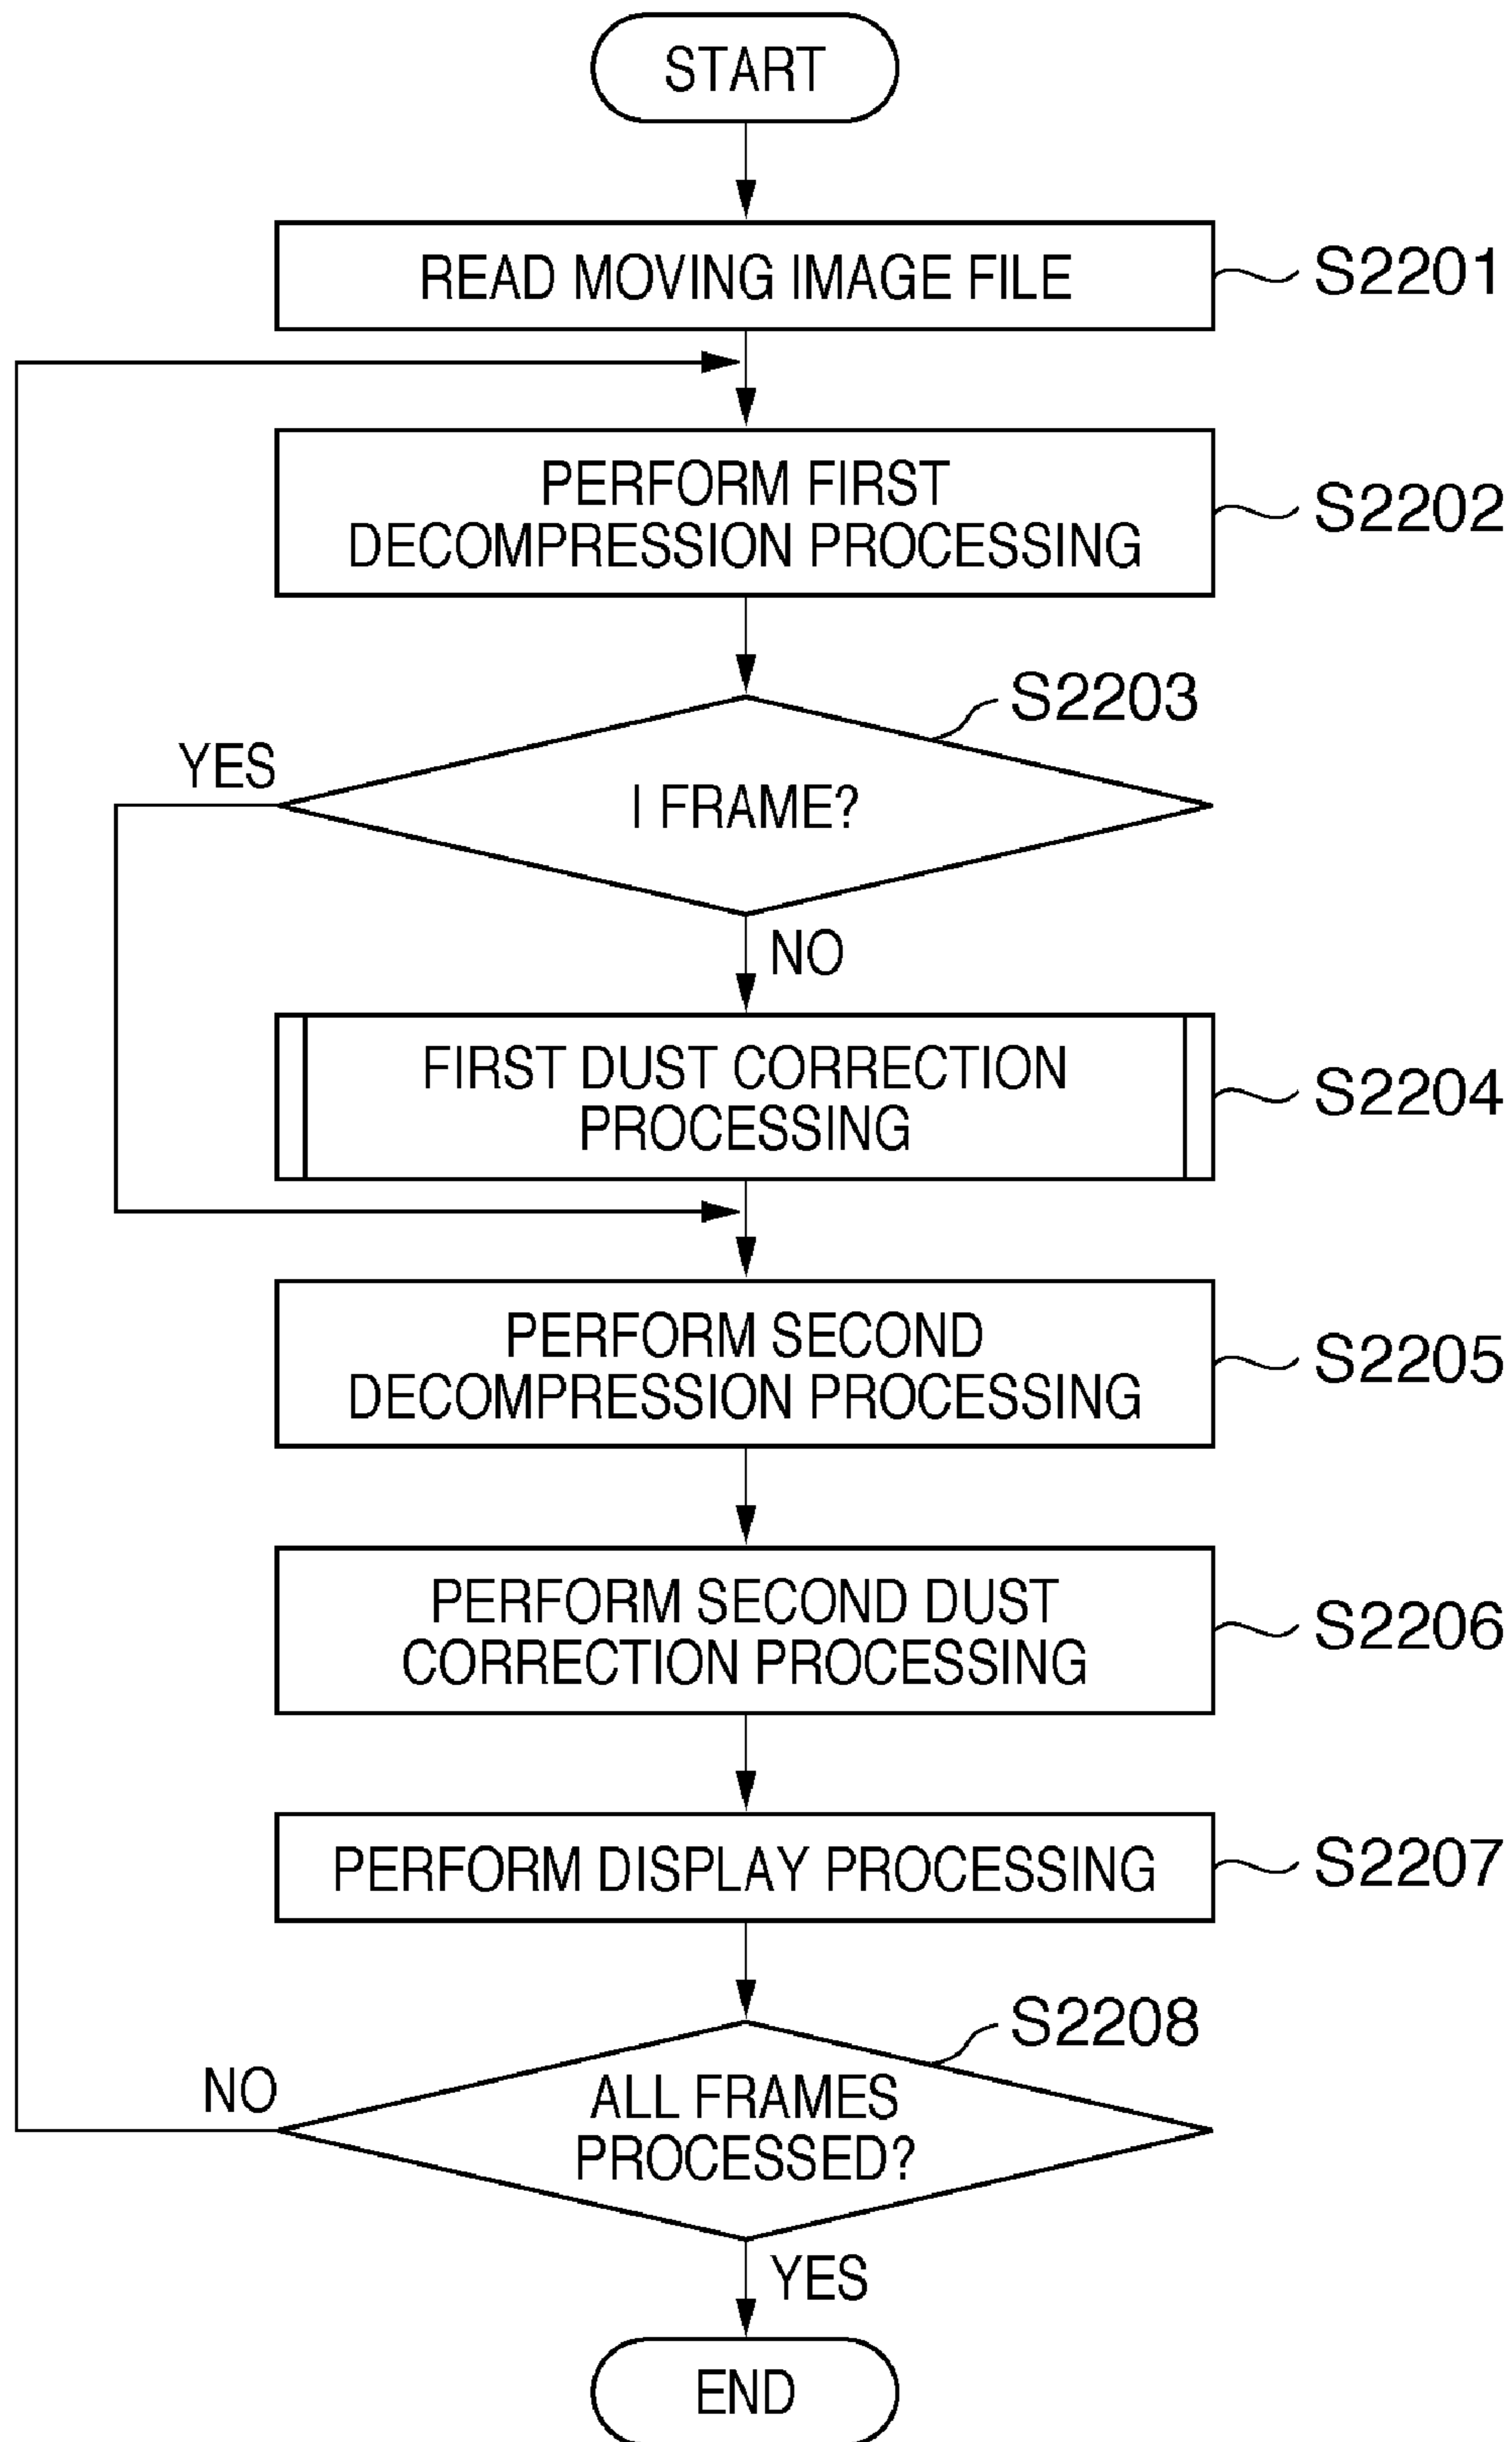 START
READ MOVING IMAGE FILE
S2201
PERFORM FIRST
DECOMPRESSION PROCESSING
S2202
S2203
YES
I FRAME?
NO
FIRST DUST CORRECTION
PROCESSING
S2204
PERFORM SECOND
DECOMPRESSION PROCESSING
S2205
PERFORM SECOND DUST
CORRECTION PROCESSING
S2206
PERFORM DISPLAY PROCESSING
S2207
S2208
NO
ALL FRAMES
PROCESSED?
YES
END